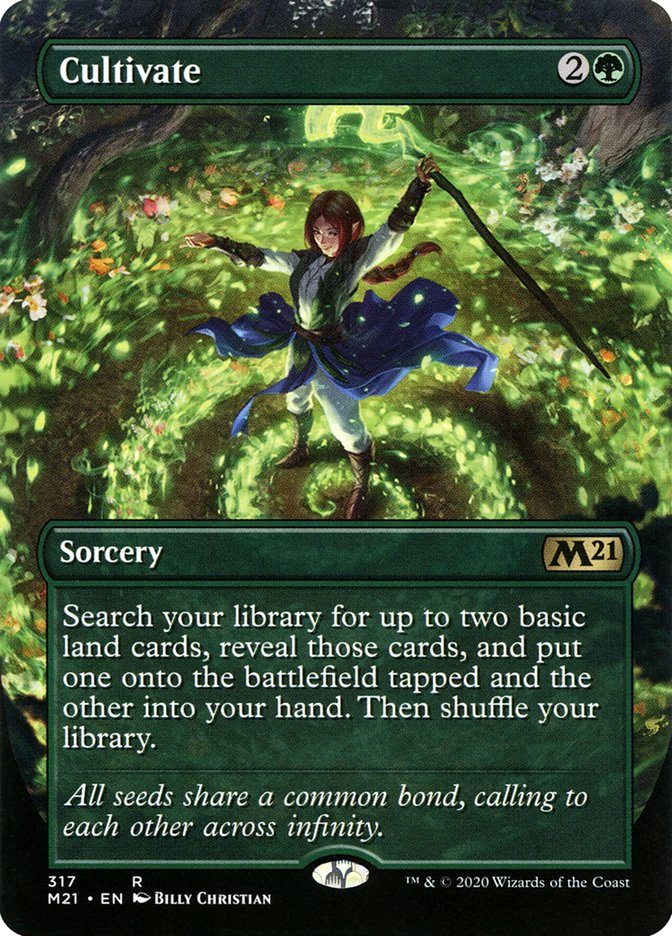 Cultivate 2
Sorcery M21
Search your library for up to two basic
land cards, reveal those cards, and put
one onto the battlefield tapped and the
other into your hand. Then shuffle your
library.
All seeds share a common bond, calling to
each other across infinity.
317 R
M21 • EN BILLY CHRISTIAN
™ & © 2020 Wizards of the Coast